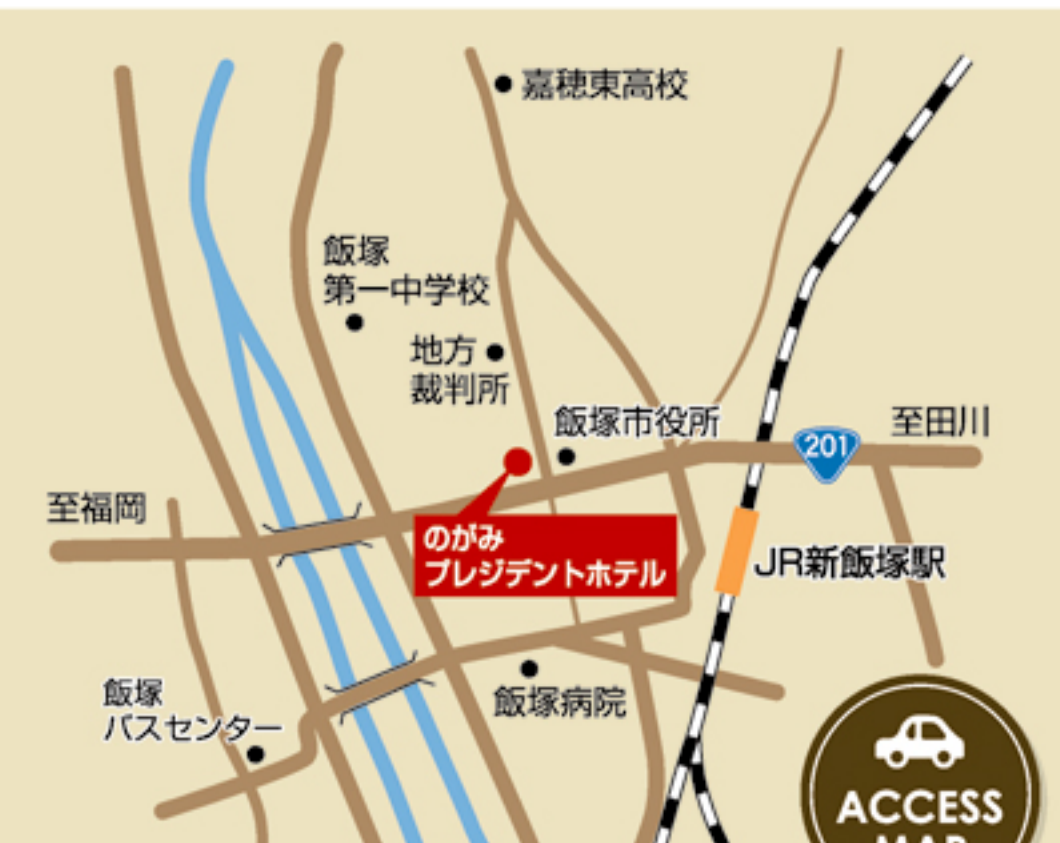 嘉穂東高校
飯塚
第一中学校
地方
裁判所
飯塚市役所
201
至田川
至福岡
のがみ
プレジデントホテル
JR新飯塚駅
飯塚
バスセンター
飯塚病院
ACCESS
MAP